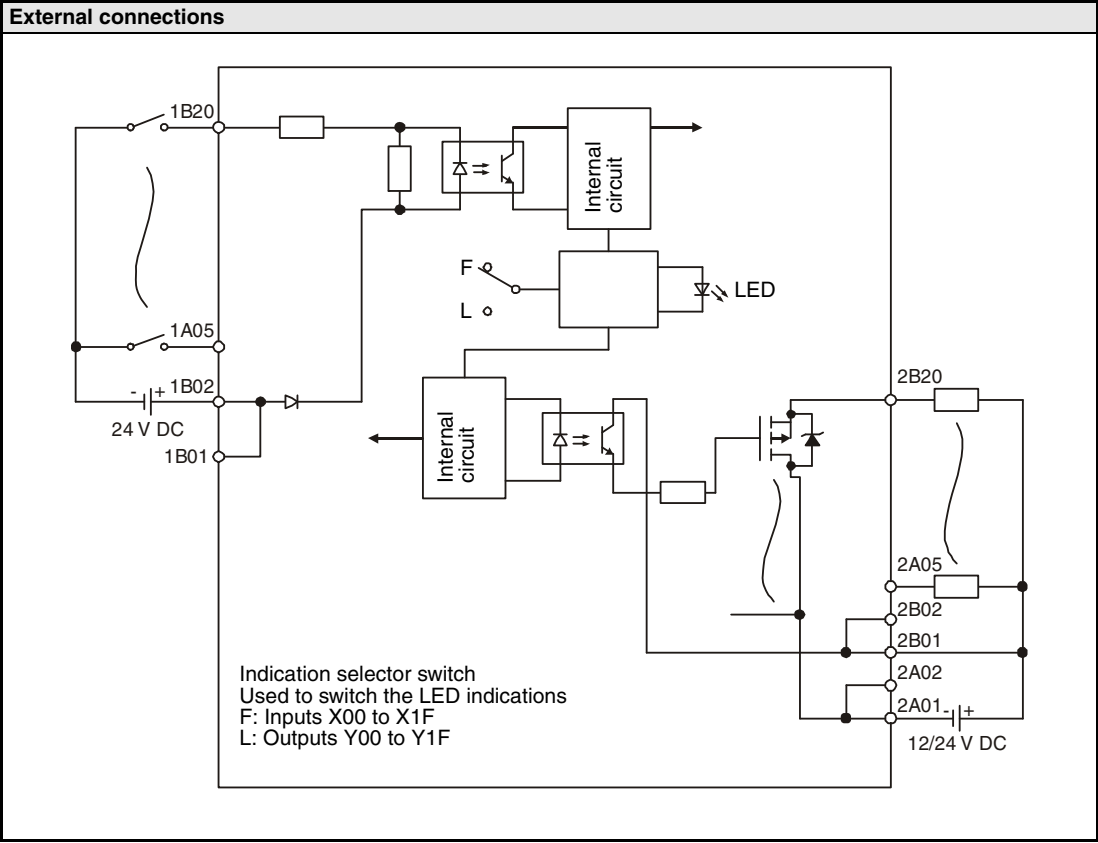 External connections
1B20
Internal
circuit
F
LED
L
1A05
- + 1B02
24 V DC
1B01
2B20
Internal
circuit
2A05
2B02
2B01
2A02
2A01 - +
12/24 V DC
Indication selector switch
Used to switch the LED indications
F: Inputs X00 to X1F
L: Outputs Y00 to Y1F